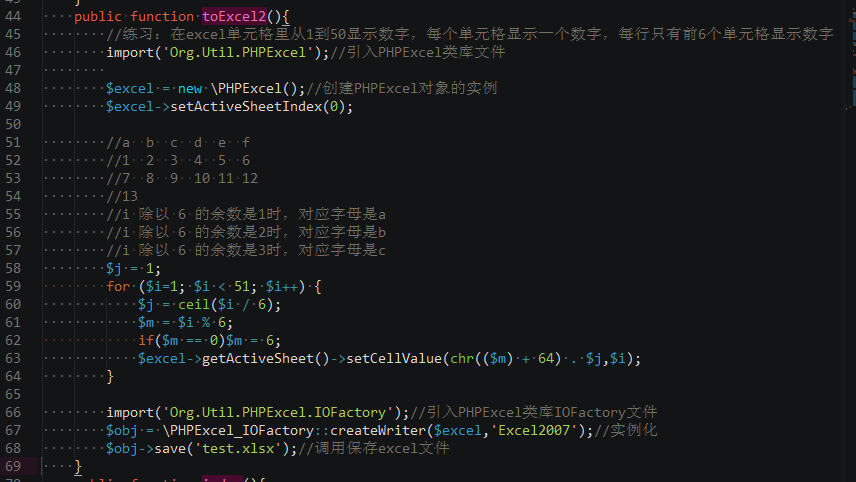 44 public function toExcel2(){
45 //练习：在excel单元格里从1到50显示数字，每个单元格显示一个数字，每行只有前6个单元格显示数字
46 import('Org.Util.PHPExcel');//引入PHPExcel类库文件
47
48 $excel = new \PHPExcel();//创建PHPExcel对象的实例
49 $excel->setActiveSheetIndex(0);
50
51 //a b c d e f
52 //1 2 3 4 5 6
53 //7 8 9 10 11 12
54 //13
55 //i 除以 6 的余数是1时，对应字母是a
56 //i 除以 6 的余数是2时，对应字母是b
57 //i 除以 6 的余数是3时，对应字母是c
58 $j = 1;
59 for ($i=1; $i < 51; $i++) {
60 $j = ceil($i / 6);
61 $m = $i % 6;
62 if($m == 0)$m = 6;
63 $excel->getActiveSheet()->setCellValue(chr(($m) + 64) . $j,$i);
64 }
65
66 import('Org.Util.PHPExcel.IOFactory');//引入PHPExcel类库IOFactory文件
67 $obj = \PHPExcel_IOFactory::createWriter($excel,'Excel2007');//实例化
68 $obj->save('test.xlsx');//调用保存excel文件
69 }